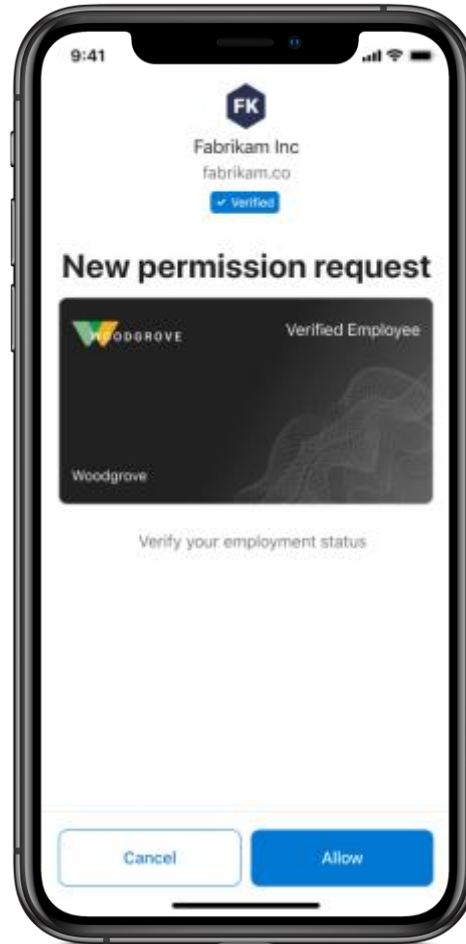 9:41
FK
Fabrikam Inc
fabrikam.co
✓ Verified
New permission request
WOODGROVE
Verified Employee
Woodgrove
Verify your employment status
Cancel
Allow